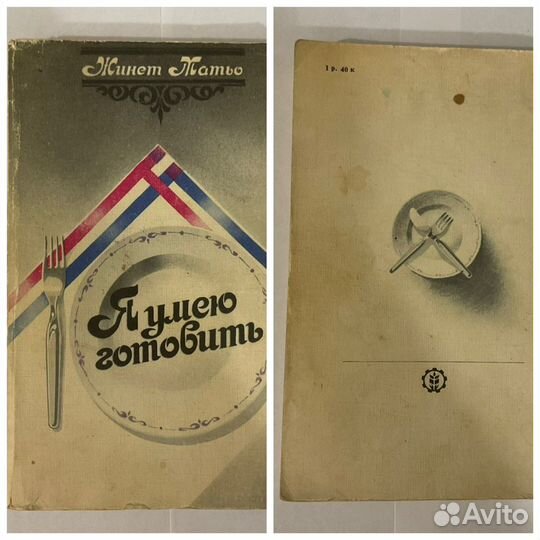 Жинет Матьо
Я умею
готовить
1 р. 40 к
Avito